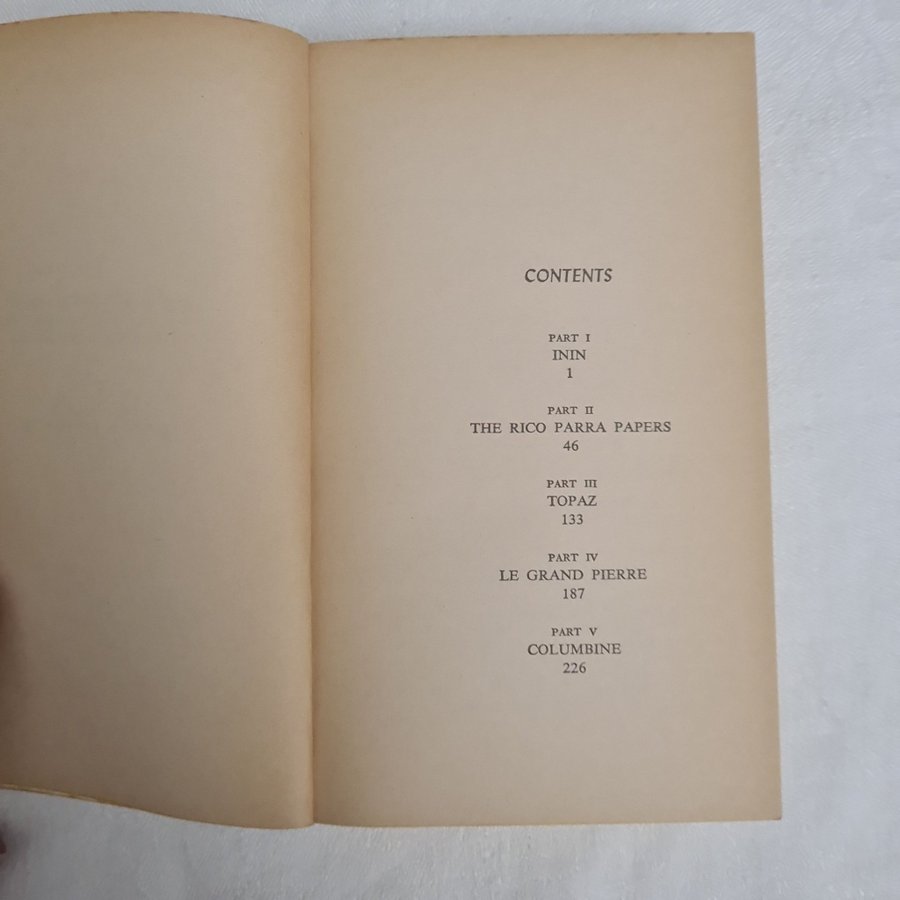 CONTENTS
PART I
ININ
1
PART II
THE RICO PARRA PAPERS
46
PART III
TOPAZ
133
PART IV
LE GRAND PIERRE
187
PART V
COLUMBINE
226